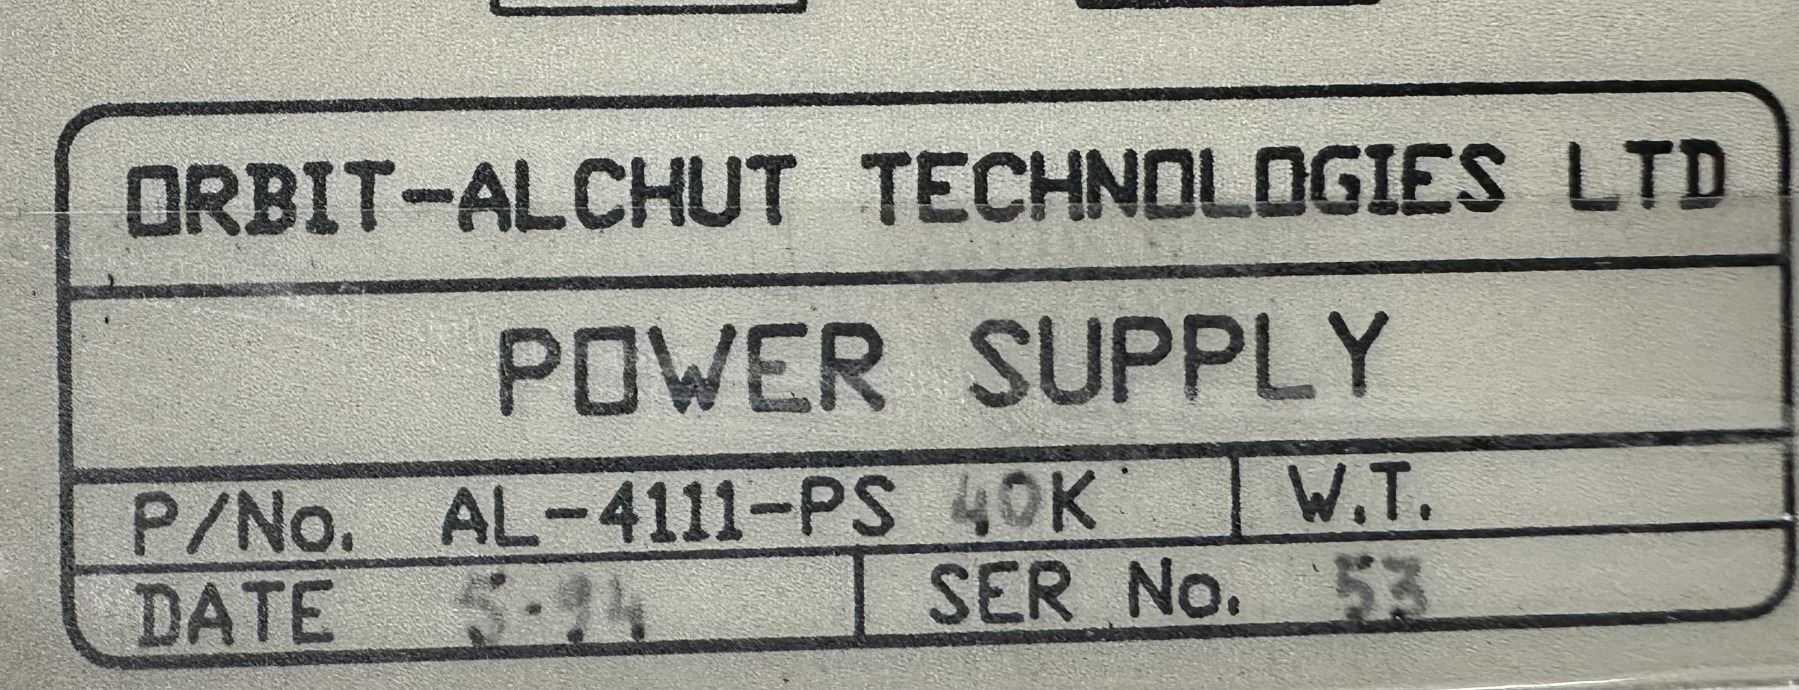 ORBIT-ALCHUT TECHNOLOGIES LTD
POWER SUPPLY
P/No. AL-4111-PS 40K W.T.
DATE 5-94 SER No. 53